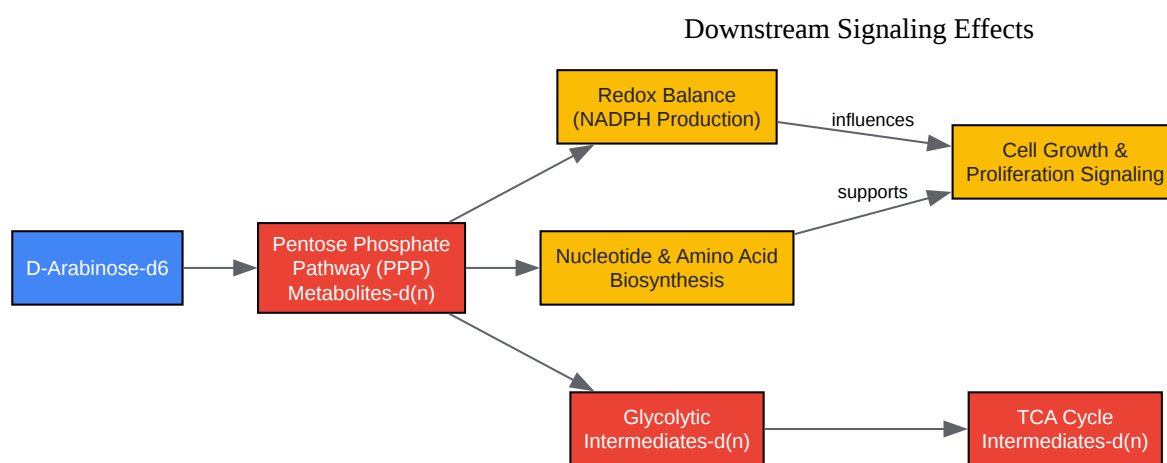 Downstream Signaling Effects
Redox Balance
(NADPH Production)
influences
Cell Growth &
Proliferation Signaling
supports
D-Arabinose-d6
Pentose Phosphate
Pathway (PPP)
Metabolites-d(n)
Nucleotide & Amino Acid
Biosynthesis
Glycolytic
Intermediates-d(n)
TCA Cycle
Intermediates-d(n)